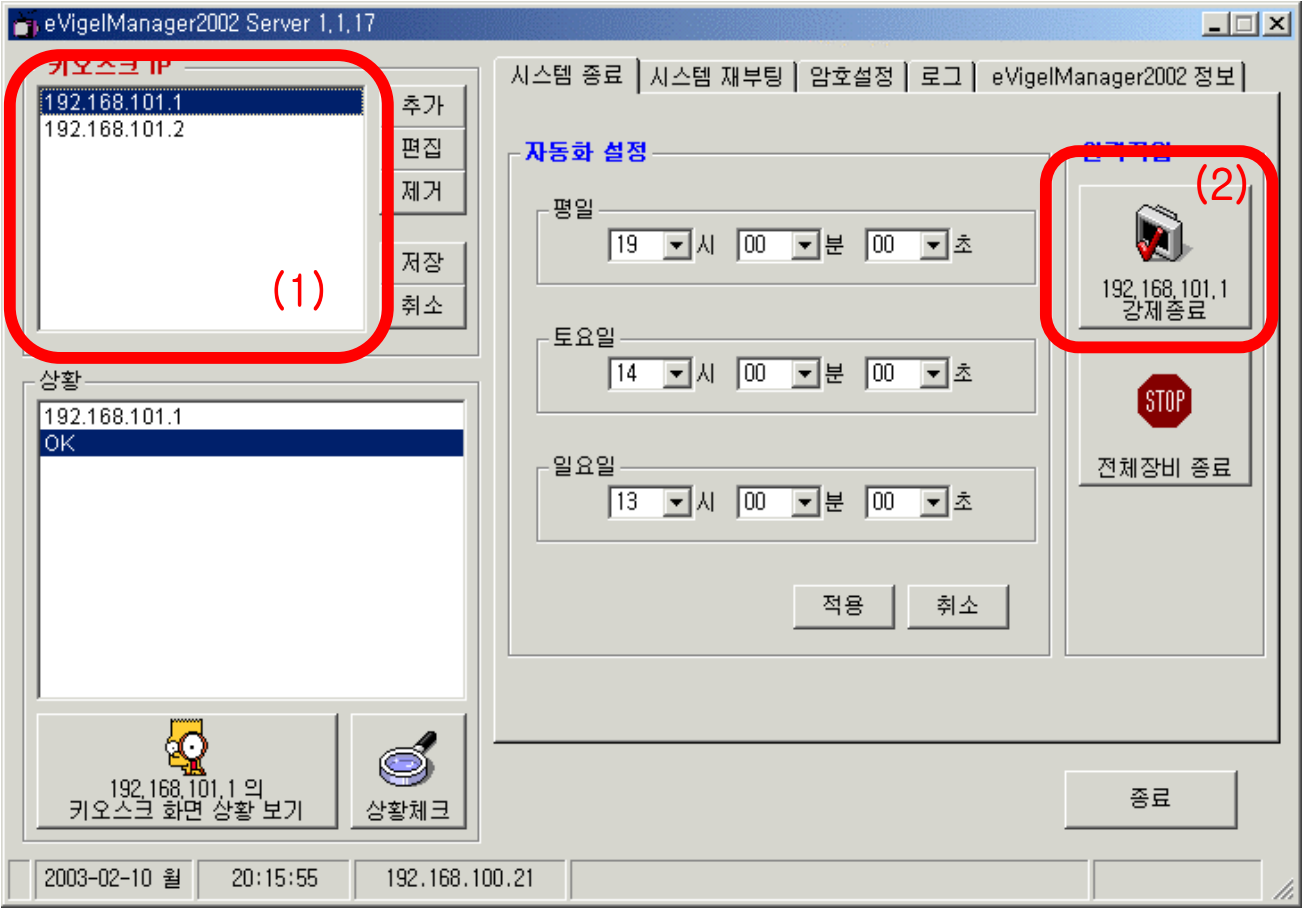 eVigelManager2002 Server 1,1,17
키오스크 IP
192.168.101.1
192.168.101.2
추가
편집
제거
저장
취소
(1)
상황
192.168.101.1
OK
192,168,101,1 의
키오스크 화면 상황 보기
상황체크
시스템 종료
시스템 재부팅
암호설정
로그
eVigelManager2002 정보
자동화 설정
평일
19 시 00 분 00 초
토요일
14 시 00 분 00 초
일요일
13 시 00 분 00 초
적용
취소
(2)
192,168,101,1
강제종료
STOP
전체장비 종료
종료
2003-02-10 월
20:15:55
192.168.100.21